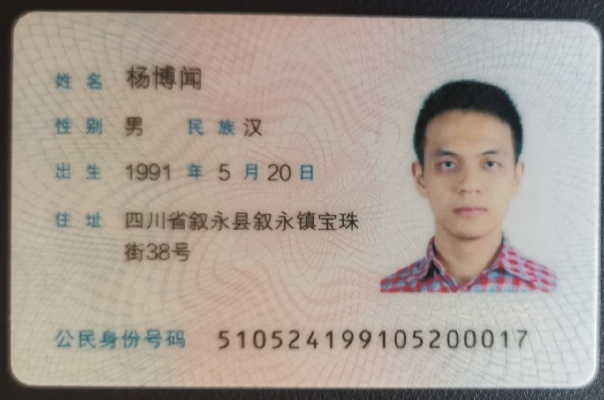 姓名 杨博闻
性别 男 民族 汉
出生 1991 年 5 月 20 日
住址 四川省叙永县叙永镇宝珠
街38号
公民身份号码 510524199105200017